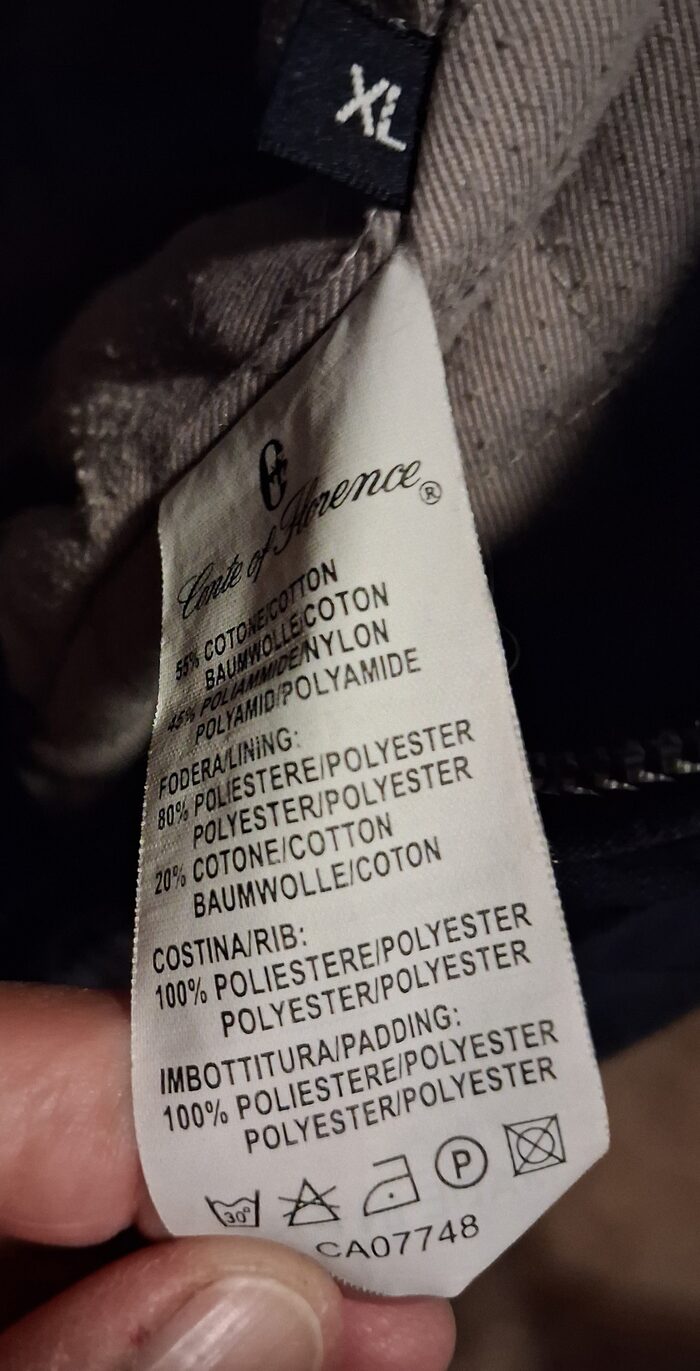 XL
Conte of Florence®
55% COTONE/COTTON
BAUMWOLLE/COTON
45% POLIAMMIDE/NYLON
POLYAMID/POLYAMIDE
FODERA/LINING:
80% POLIESTERE/POLYESTER
POLYESTER/POLYESTER
20% COTONE/COTTON
BAUMWOLLE/COTON
COSTINA/RIB:
100% POLIESTERE/POLYESTER
POLYESTER/POLYESTER
IMBOTTITURA/PADDING:
100% POLIESTERE/POLYESTER
POLYESTER/POLYESTER
30° P
CA07748